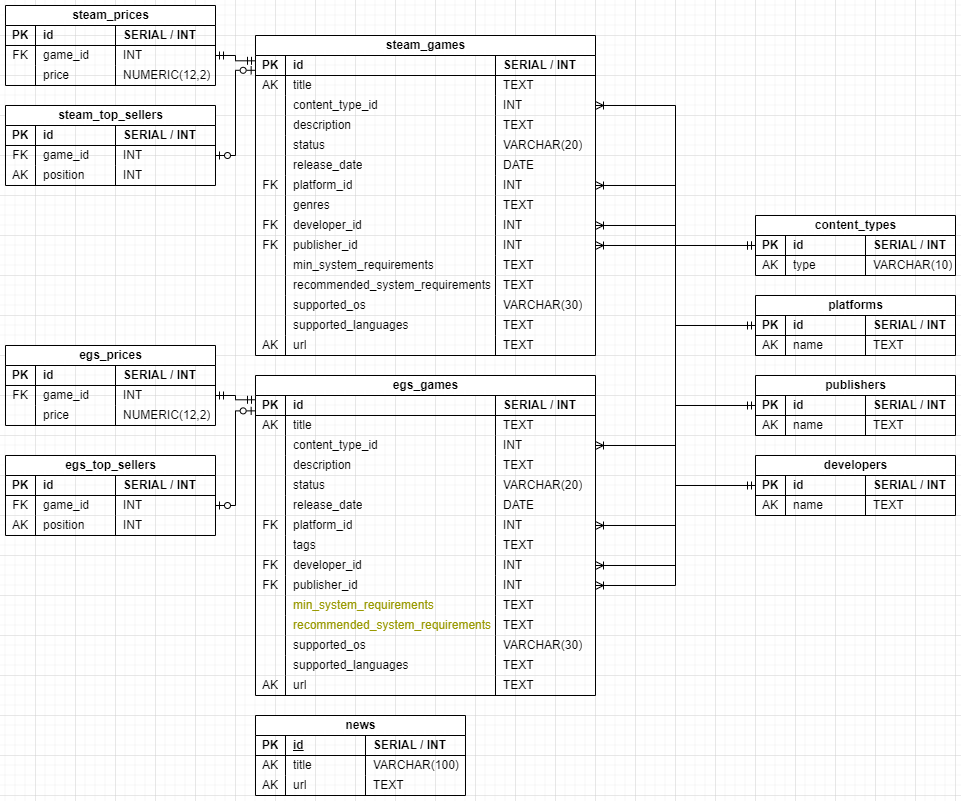 steam_prices
PK id SERIAL / INT
FK game_id INT
price NUMERIC(12,2)
steam_top_sellers
PK id SERIAL / INT
FK game_id INT
AK position INT
steam_games
PK id SERIAL / INT
AK title TEXT
content_type_id INT
description TEXT
status VARCHAR(20)
release_date DATE
FK platform_id INT
genres TEXT
FK developer_id INT
FK publisher_id INT
min_system_requirements TEXT
recommended_system_requirements TEXT
supported_os VARCHAR(30)
supported_languages TEXT
AK url TEXT
content_types
PK id SERIAL / INT
AK type VARCHAR(10)
platforms
PK id SERIAL / INT
AK name TEXT
publishers
PK id SERIAL / INT
AK name TEXT
developers
PK id SERIAL / INT
AK name TEXT
egs_prices
PK id SERIAL / INT
FK game_id INT
price NUMERIC(12,2)
egs_top_sellers
PK id SERIAL / INT
FK game_id INT
AK position INT
egs_games
PK id SERIAL / INT
AK title TEXT
content_type_id INT
description TEXT
status VARCHAR(20)
release_date DATE
FK platform_id INT
tags TEXT
FK developer_id INT
FK publisher_id INT
min_system_requirements TEXT
recommended_system_requirements TEXT
supported_os VARCHAR(30)
supported_languages TEXT
AK url TEXT
news
PK id SERIAL / INT
AK title VARCHAR(100)
AK url TEXT